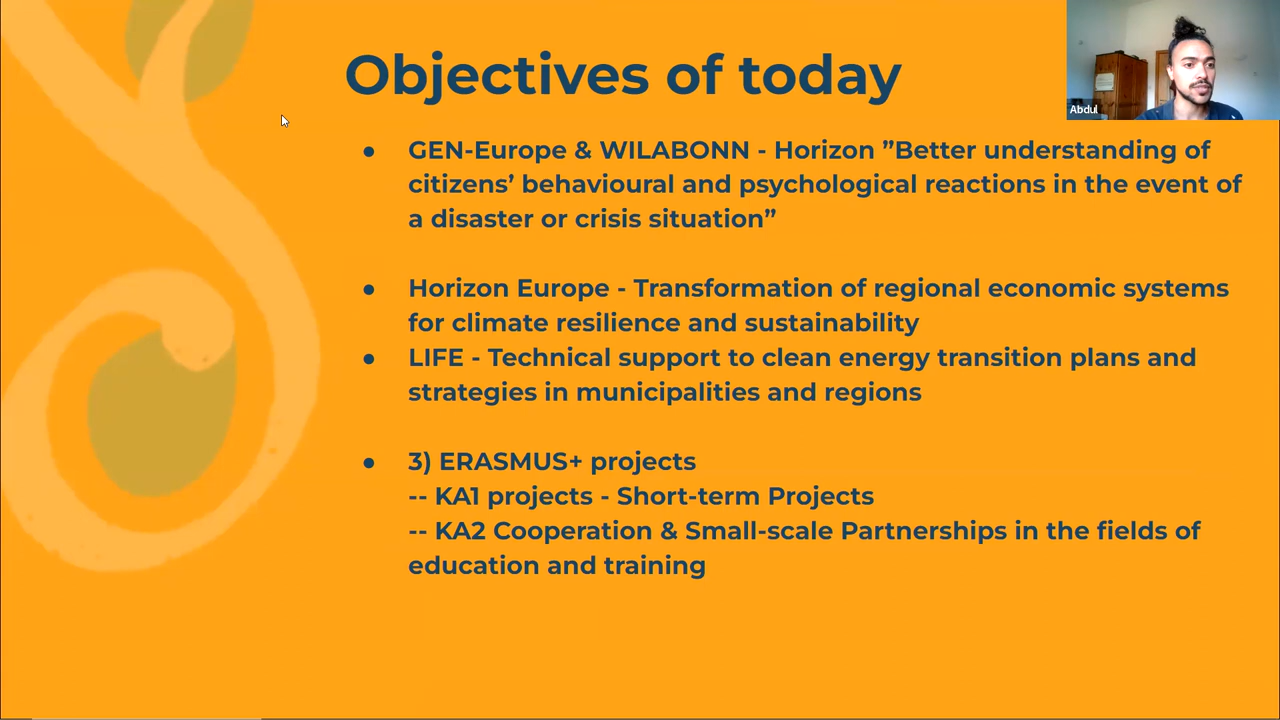 Objectives of today
Abdul
● GEN-Europe & WILABONN - Horizon ”Better understanding of
citizens’ behavioural and psychological reactions in the event of
a disaster or crisis situation”
● Horizon Europe - Transformation of regional economic systems
for climate resilience and sustainability
● LIFE - Technical support to clean energy transition plans and
strategies in municipalities and regions
● 3) ERASMUS+ projects
-- KA1 projects - Short-term Projects
-- KA2 Cooperation & Small-scale Partnerships in the fields of
education and training